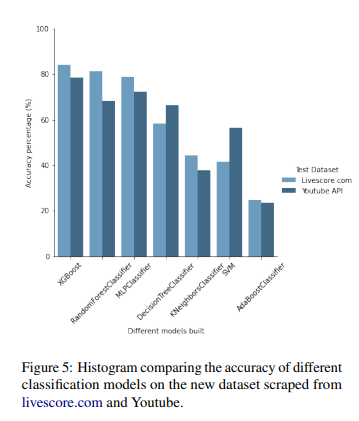 100
80
60
40
20
0
Accuracy percentage (%)
XGBoost
RandomForestClassifier
MLPClassifier
DecisionTreeClassifier
KNeighborsClassifier
SVM
AdaBoostClassifier
Different models built
Test Dataset
Livescore.com
Youtube API
Figure 5: Histogram comparing the accuracy of different
classification models on the new dataset scraped from
livescore.com and Youtube.